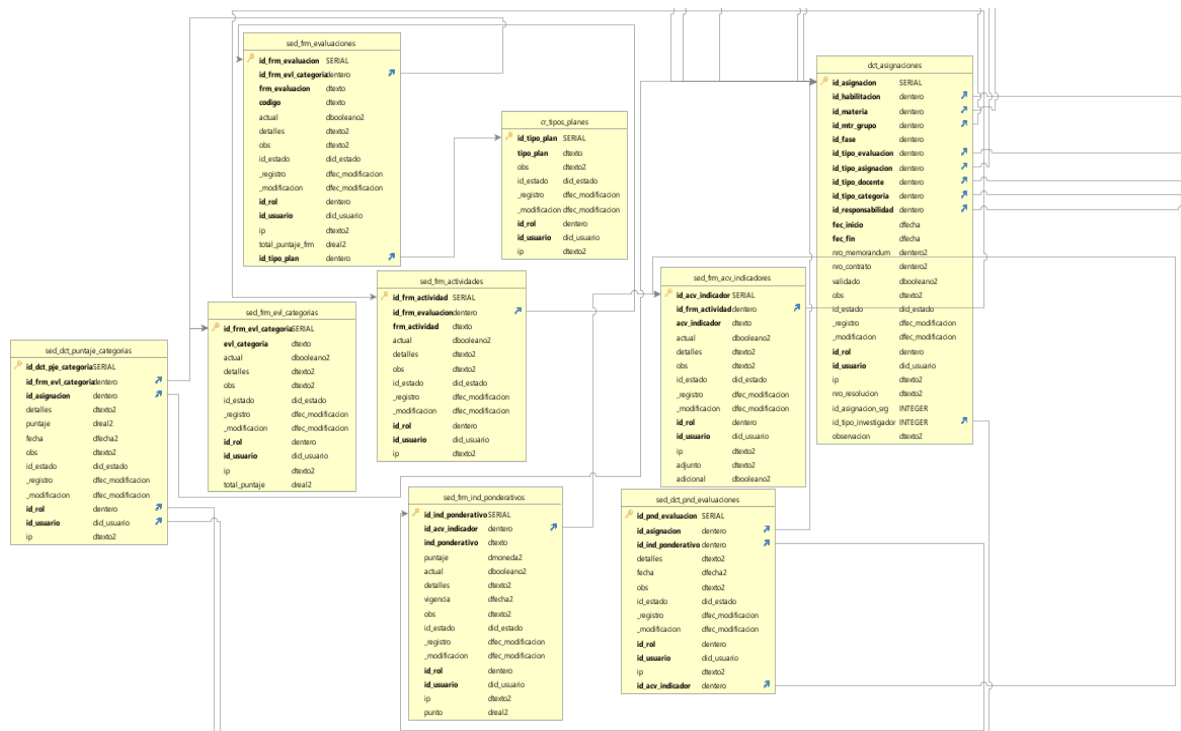 sed_frm_evaluaciones
id_frm_evaluacion SERIAL
id_frm_evl_categoria dentero
frm_evaluacion dtexto
codigo dtexto
actual dbooleano2
detalles dtexto2
obs dtexto2
id_estado did_estado
_registro dfec_modificacion
_modificacion dfec_modificacion
id_rol dentero
id_usuario did_usuario
ip dtexto2
total_puntaje_frm dreal2
id_tipo_plan dentero
cr_tipos_planes
id_tipo_plan SERIAL
tipo_plan dtexto
obs dtexto2
id_estado did_estado
_registro dfec_modificacion
_modificacion dfec_modificacion
id_rol dentero
id_usuario did_usuario
ip dtexto2
dct_asignaciones
id_asignacion SERIAL
id_habilitacion dentero
id_materia dentero
id_mtr_grupo dentero
id_fase dentero
id_tipo_evaluacion dentero
id_tipo_asignacion dentero
id_tipo_docente dentero
id_tipo_categoria dentero
id_responsabilidad dentero
fec_inicio dfecha
fec_fin dfecha
nro_memorandum dentero2
nro_contrato dentero2
validado dbooleano2
obs dtexto2
id_estado did_estado
_registro dfec_modificacion
_modificacion dfec_modificacion
id_rol dentero
id_usuario did_usuario
ip dtexto2
nro_resolucion dtexto2
id_asignacion_srg INTEGER
id_tipo_investigador INTEGER
observacion dtexto2
sed_frm_actividades
id_frm_actividad SERIAL
id_frm_evaluacion dentero
frm_actividad dtexto
actual dbooleano2
detalles dtexto2
obs dtexto2
id_estado did_estado
_registro dfec_modificacion
_modificacion dfec_modificacion
id_rol dentero
id_usuario did_usuario
ip dtexto2
sed_frm_acv_indicadores
id_acv_indicador SERIAL
id_frm_actividad dentero
acv_indicador dtexto
actual dbooleano2
detalles dtexto2
obs dtexto2
id_estado did_estado
_registro dfec_modificacion
_modificacion dfec_modificacion
id_rol dentero
id_usuario did_usuario
ip dtexto2
adjunto dtexto2
adicional dbooleano2
sed_frm_evl_categorias
id_frm_evl_categoria SERIAL
evl_categoria dtexto
actual dbooleano2
detalles dtexto2
obs dtexto2
id_estado did_estado
_registro dfec_modificacion
_modificacion dfec_modificacion
id_rol dentero
id_usuario did_usuario
ip dtexto2
total_puntaje dreal2
sed_dct_puntaje_categorias
id_dct_pje_categoria SERIAL
id_frm_evl_categoria dentero
id_asignacion dentero
detalles dtexto2
puntaje dreal2
fecha dfecha2
obs dtexto2
id_estado did_estado
_registro dfec_modificacion
_modificacion dfec_modificacion
id_rol dentero
id_usuario did_usuario
ip dtexto2
sed_frm_ind_ponderativos
id_ind_ponderativo SERIAL
id_acv_indicador dentero
ind_ponderativo dtexto
puntaje dmoneda2
actual dbooleano2
detalles dtexto2
vigencia dfecha2
obs dtexto2
id_estado did_estado
_registro dfec_modificacion
_modificacion dfec_modificacion
id_rol dentero
id_usuario did_usuario
ip dtexto2
punto dreal2
sed_dct_pnd_evaluaciones
id_pnd_evaluacion SERIAL
id_asignacion dentero
id_ind_ponderativo dentero
detalles dtexto2
fecha dfecha2
obs dtexto2
id_estado did_estado
_registro dfec_modificacion
_modificacion dfec_modificacion
id_rol dentero
id_usuario did_usuario
ip dtexto2
id_acv_indicador dentero